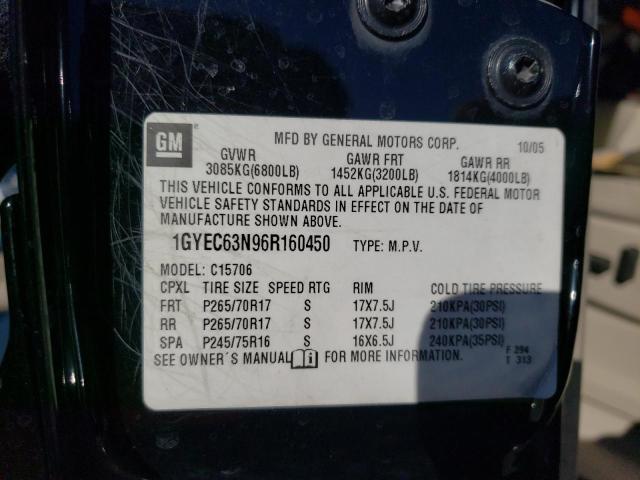 GM ®
MFD BY GENERAL MOTORS CORP. 10/05
GVWR GAWR FRT GAWR RR
3085KG(6800LB) 1452KG(3200LB) 1814KG(4000LB)
THIS VEHICLE CONFORMS TO ALL APPLICABLE U.S. FEDERAL MOTOR
VEHICLE SAFETY STANDARDS IN EFFECT ON THE DATE OF
MANUFACTURE SHOWN ABOVE.
1GYEC63N96R160450 TYPE: M.P.V.
MODEL: C15706
CPXL TIRE SIZE SPEED RTG RIM COLD TIRE PRESSURE
FRT P265/70R17 S 17X7.5J 210KPA(30PSI)
RR P265/70R17 S 17X7.5J 210KPA(30PSI)
SPA P245/75R16 S 16X6.5J 240KPA(35PSI)
SEE OWNER´S MANUAL FOR MORE INFORMATION.
F 294
T 313